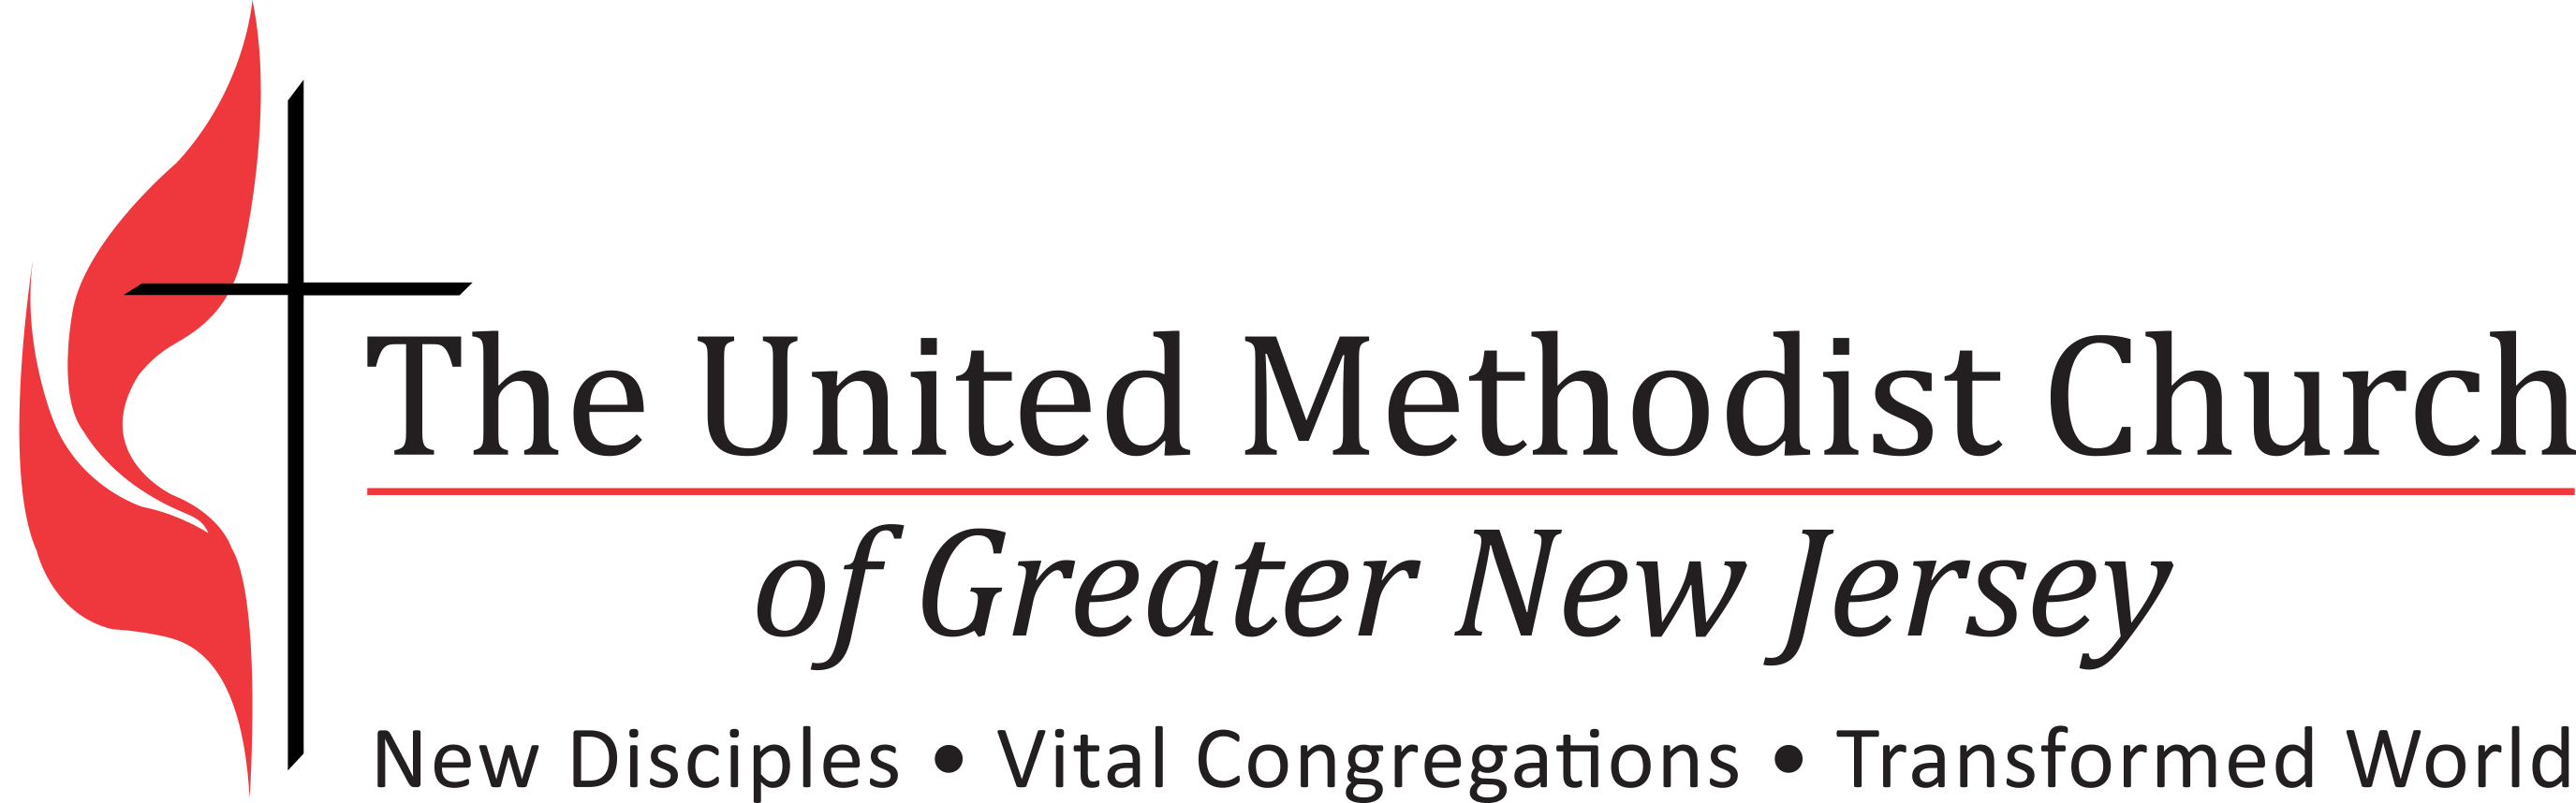 The United Methodist Church
of Greater New Jersey
New Disciples • Vital Congregations • Transformed World